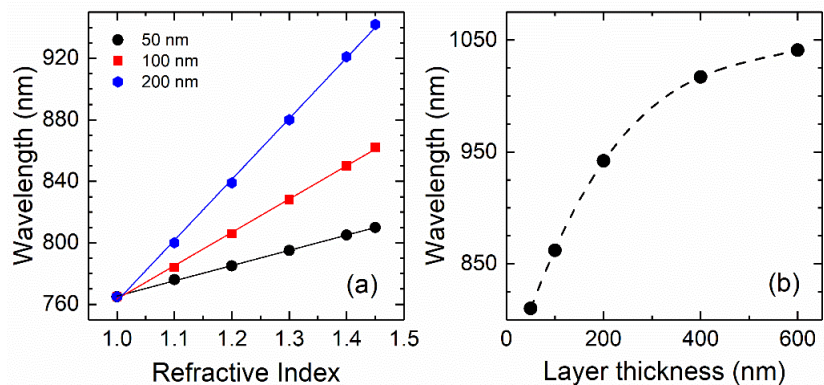 920
880
840
800
760
Wavelength (nm)
50 nm
100 nm
200 nm
(a)
1.0 1.1 1.2 1.3 1.4 1.5
Refractive Index
1050
950
850
Wavelength (nm)
(b)
0 200 400 600
Layer thickness (nm)